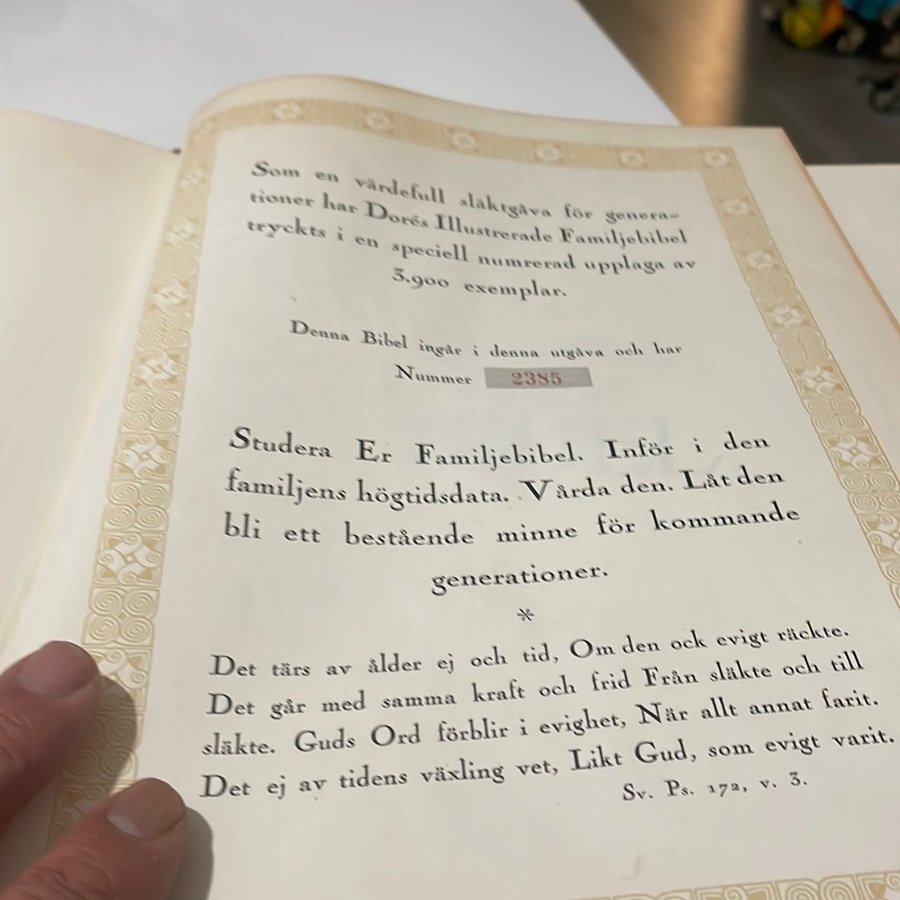 Som en värdefull släktgåva för genera-
tioner har Dorés Illustrerade Familjebibel
tryckts i en speciell numrerad upplaga av
3.900 exemplar.
Denna Bibel ingår i denna utgåva och har
Nummer 2385
Studera Er Familjebibel. Inför i den
familjens högtidsdata. Vårda den. Låt den
bli ett bestående minne för kommande
generationer.
*
Det tärs av ålder ej och tid, Om den ock evigt räckte.
Det går med samma kraft och frid Från släkte och till
släkte. Guds Ord förblir i evighet, När allt annat farit.
Det ej av tidens växling vet, Likt Gud, som evigt varit.
Sv. Ps. 172, v. 3.